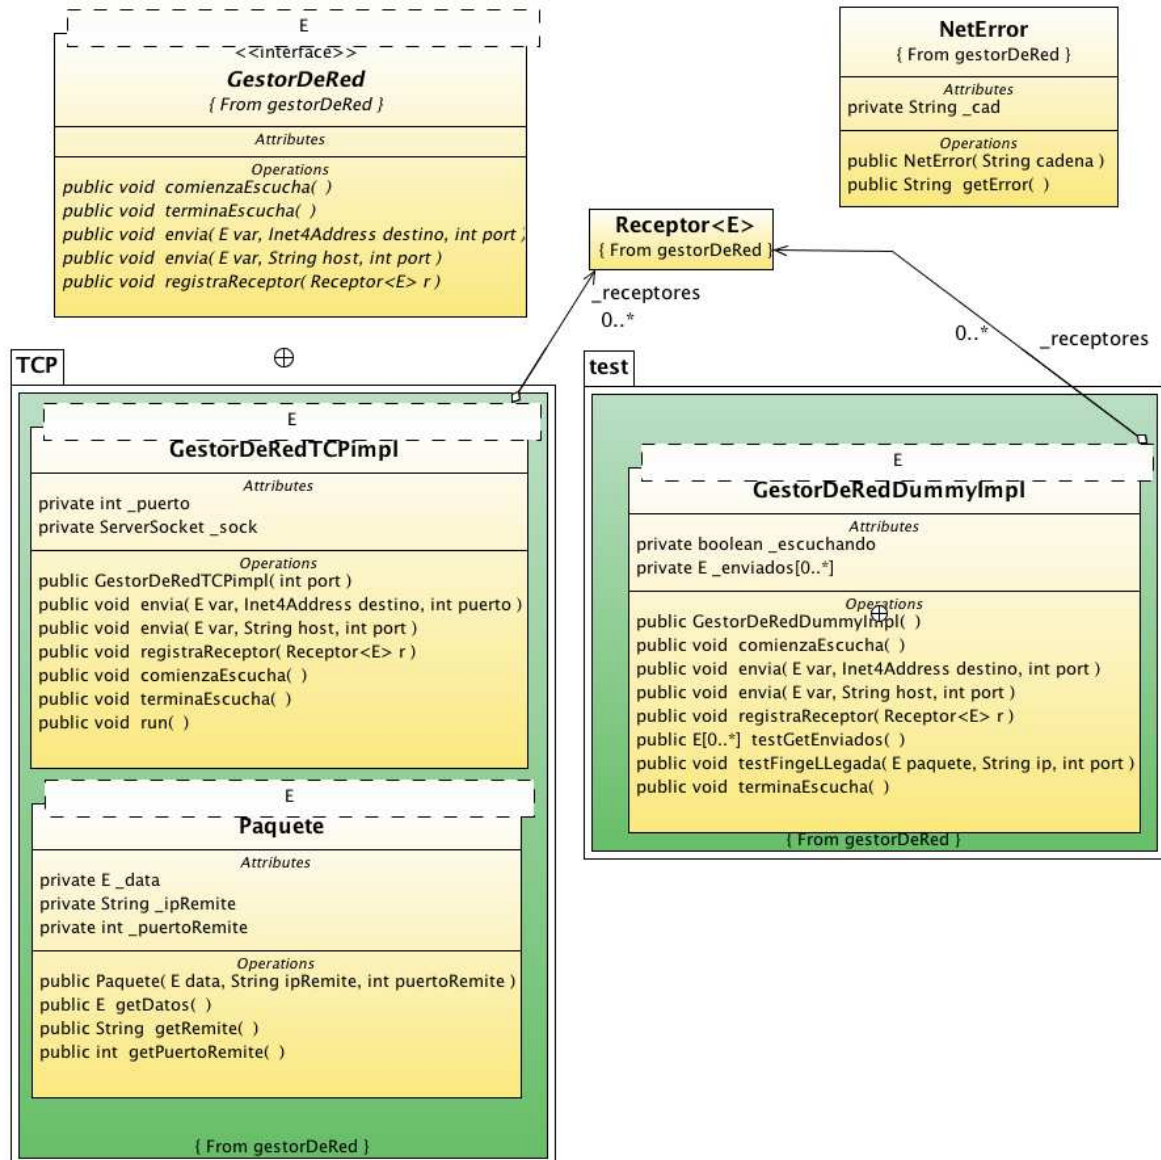 E
<<interface>>
GestorDeRed
{ From gestorDeRed }
Attributes
Operations
public void comienzaEscucha( )
public void terminaEscucha( )
public void envia( E var, Inet4Address destino, int port )
public void envia( E var, String host, int port )
public void registraReceptor( Receptor<E> r )
NetError
{ From gestorDeRed }
Attributes
private String _cad
Operations
public NetError( String cadena )
public String getError( )
Receptor<E>
{ From gestorDeRed }
_receptores
0..*
0..*
_receptores
TCP
E
GestorDeRedTCPimpl
Attributes
private int _puerto
private ServerSocket _sock
Operations
public GestorDeRedTCPimpl( int port )
public void envia( E var, Inet4Address destino, int puerto )
public void envia( E var, String host, int port )
public void registraReceptor( Receptor<E> r )
public void comienzaEscucha( )
public void terminaEscucha( )
public void run( )
E
Paquete
Attributes
private E _data
private String _ipRemite
private int _puertoRemite
Operations
public Paquete( E data, String ipRemite, int puertoRemite )
public E getDatos( )
public String getRemite( )
public int getPuertoRemite( )
{ From gestorDeRed }
test
E
GestorDeRedDummyImpl
Attributes
private boolean _escuchando
private E _enviados[0..*]
Operations
public GestorDeRedDummyImpl( )
public void comienzaEscucha( )
public void envia( E var, Inet4Address destino, int port )
public void envia( E var, String host, int port )
public void registraReceptor( Receptor<E> r )
public E[0..*] testGetEnviados( )
public void testFingeLLegada( E paquete, String ip, int port )
public void terminaEscucha( )
{ From gestorDeRed }